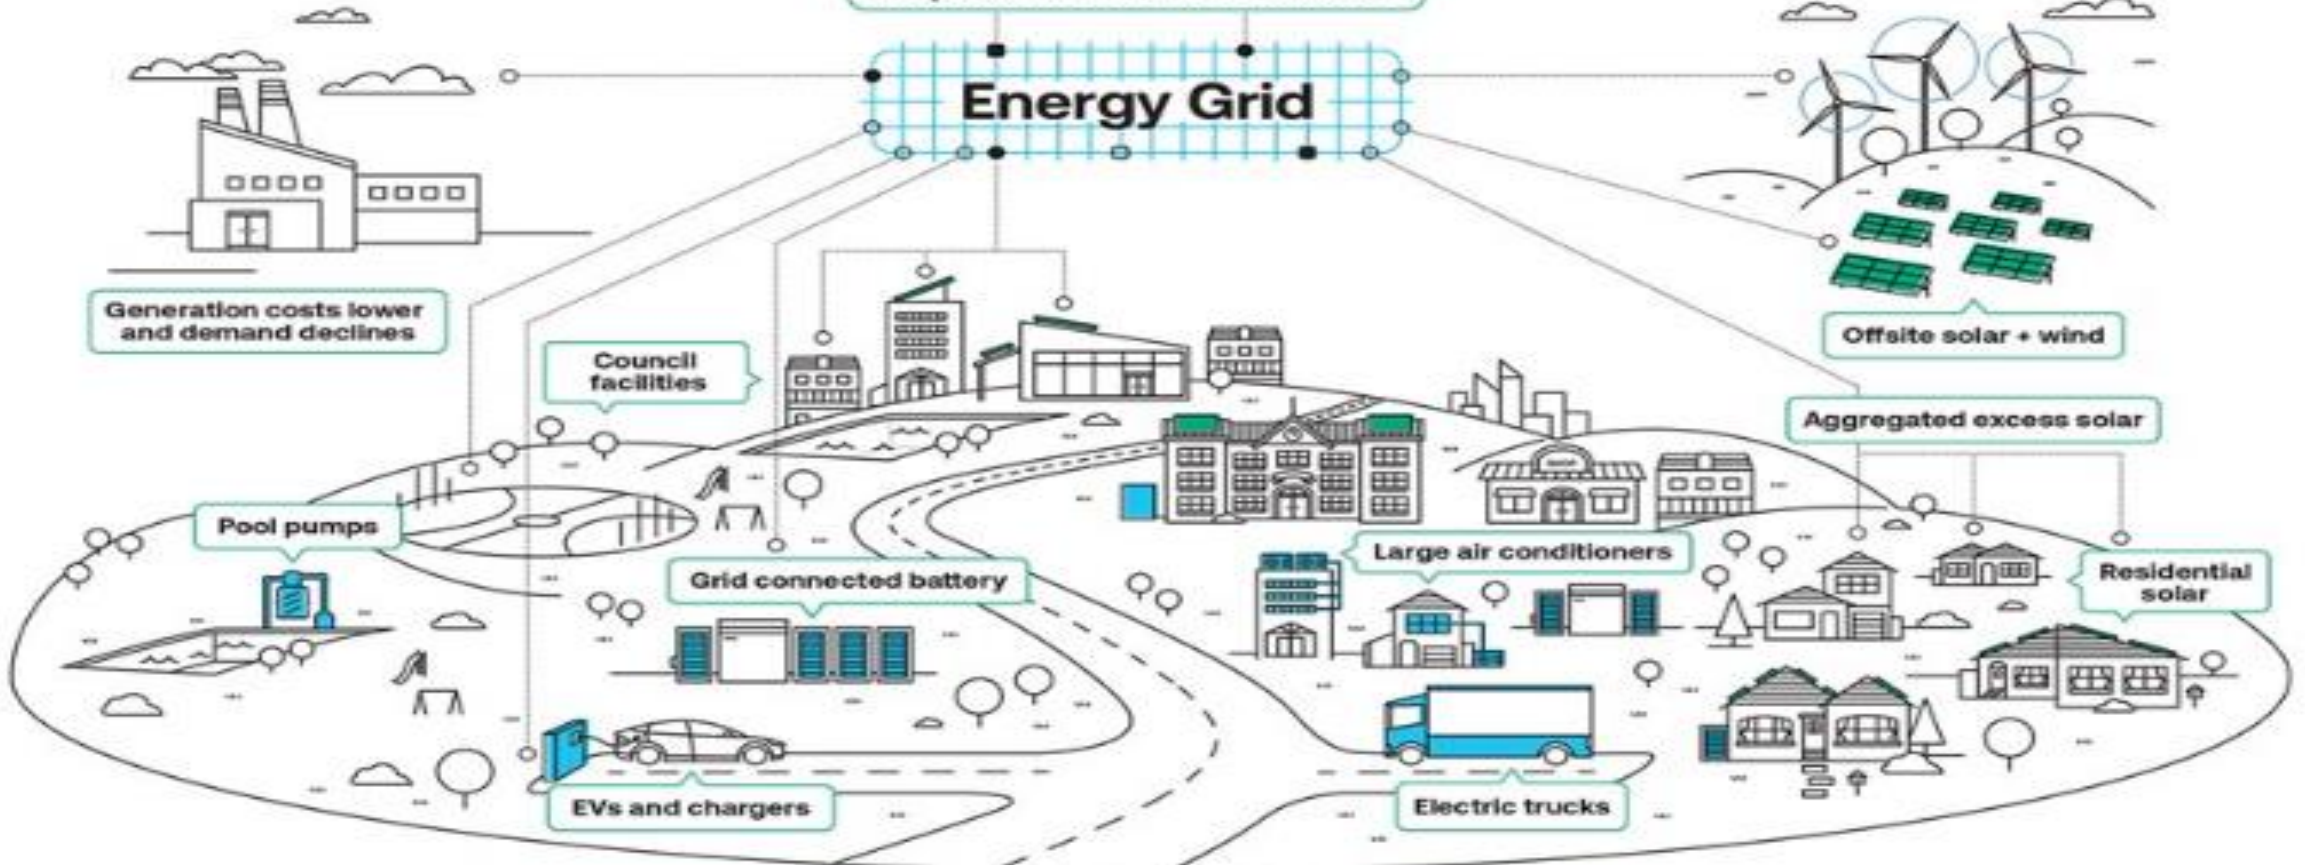 Energy Grid
Generation costs lower
and demand declines
Offsite solar + wind
Council
facilities
Aggregated excess solar
Pool pumps
Large air conditioners
Grid connected battery
Residential
solar
EVs and chargers
Electric trucks